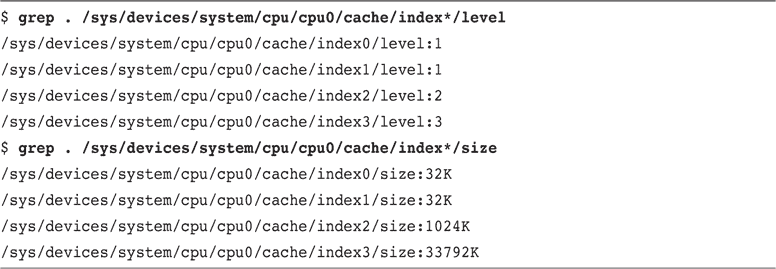 $ grep . /sys/devices/system/cpu/cpu0/cache/index*/level
/sys/devices/system/cpu/cpu0/cache/index0/level:1
/sys/devices/system/cpu/cpu0/cache/index1/level:1
/sys/devices/system/cpu/cpu0/cache/index2/level:2
/sys/devices/system/cpu/cpu0/cache/index3/level:3
$ grep . /sys/devices/system/cpu/cpu0/cache/index*/size
/sys/devices/system/cpu/cpu0/cache/index0/size:32K
/sys/devices/system/cpu/cpu0/cache/index1/size:32K
/sys/devices/system/cpu/cpu0/cache/index2/size:1024K
/sys/devices/system/cpu/cpu0/cache/index3/size:33792K